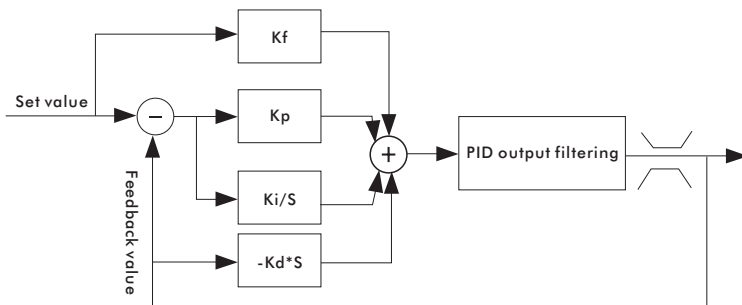 Kf
Set value
−
Kp
+
PID output filtering
Feedback value
Ki/S
-Kd*S